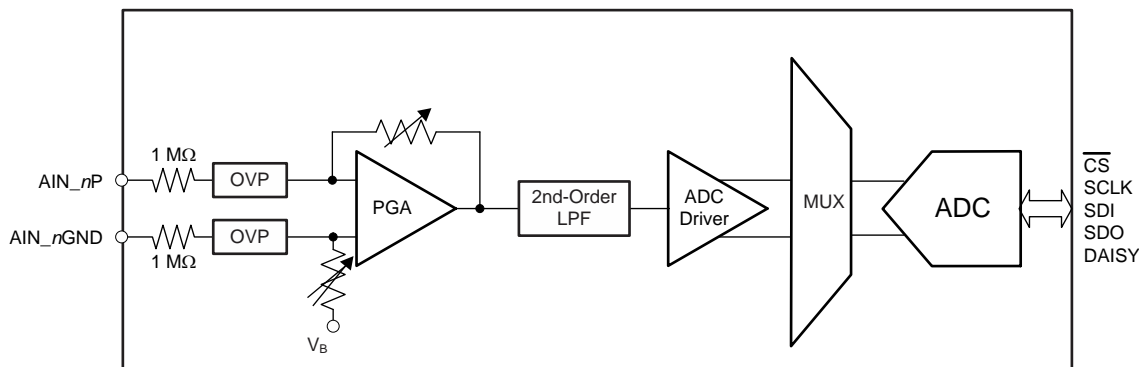 1 MΩ
AIN_nP
OVP
AIN_nGND
OVP
1 MΩ
V_B
PGA
2nd-Order
LPF
ADC
Driver
MUX
ADC
CS
SCLK
SDI
SDO
DAISY